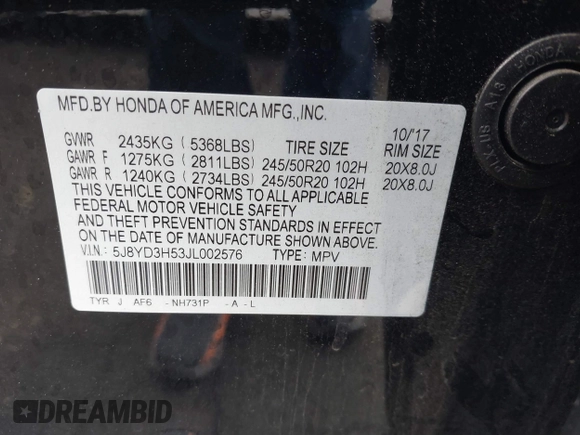 MFD.BY HONDA OF AMERICA MFG.,INC.
10/'17
GVWR 2435KG ( 5368LBS) TIRE SIZE RIM SIZE
GAWR F 1275KG ( 2811LBS) 245/50R20 102H 20X8.0J
GAWR R 1240KG ( 2734LBS) 245/50R20 102H 20X8.0J
THIS VEHICLE CONFORMS TO ALL APPLICABLE
FEDERAL MOTOR VEHICLE SAFETY
AND THEFT PREVENTION STANDARDS IN EFFECT
ON THE DATE OF MANUFACTURE SHOWN ABOVE.
V.I.N.: 5J8YD3H53JL002576 TYPE: MPV
TYR J AF6 - NH731P - A - L
HONDA
A13
DREAMBID